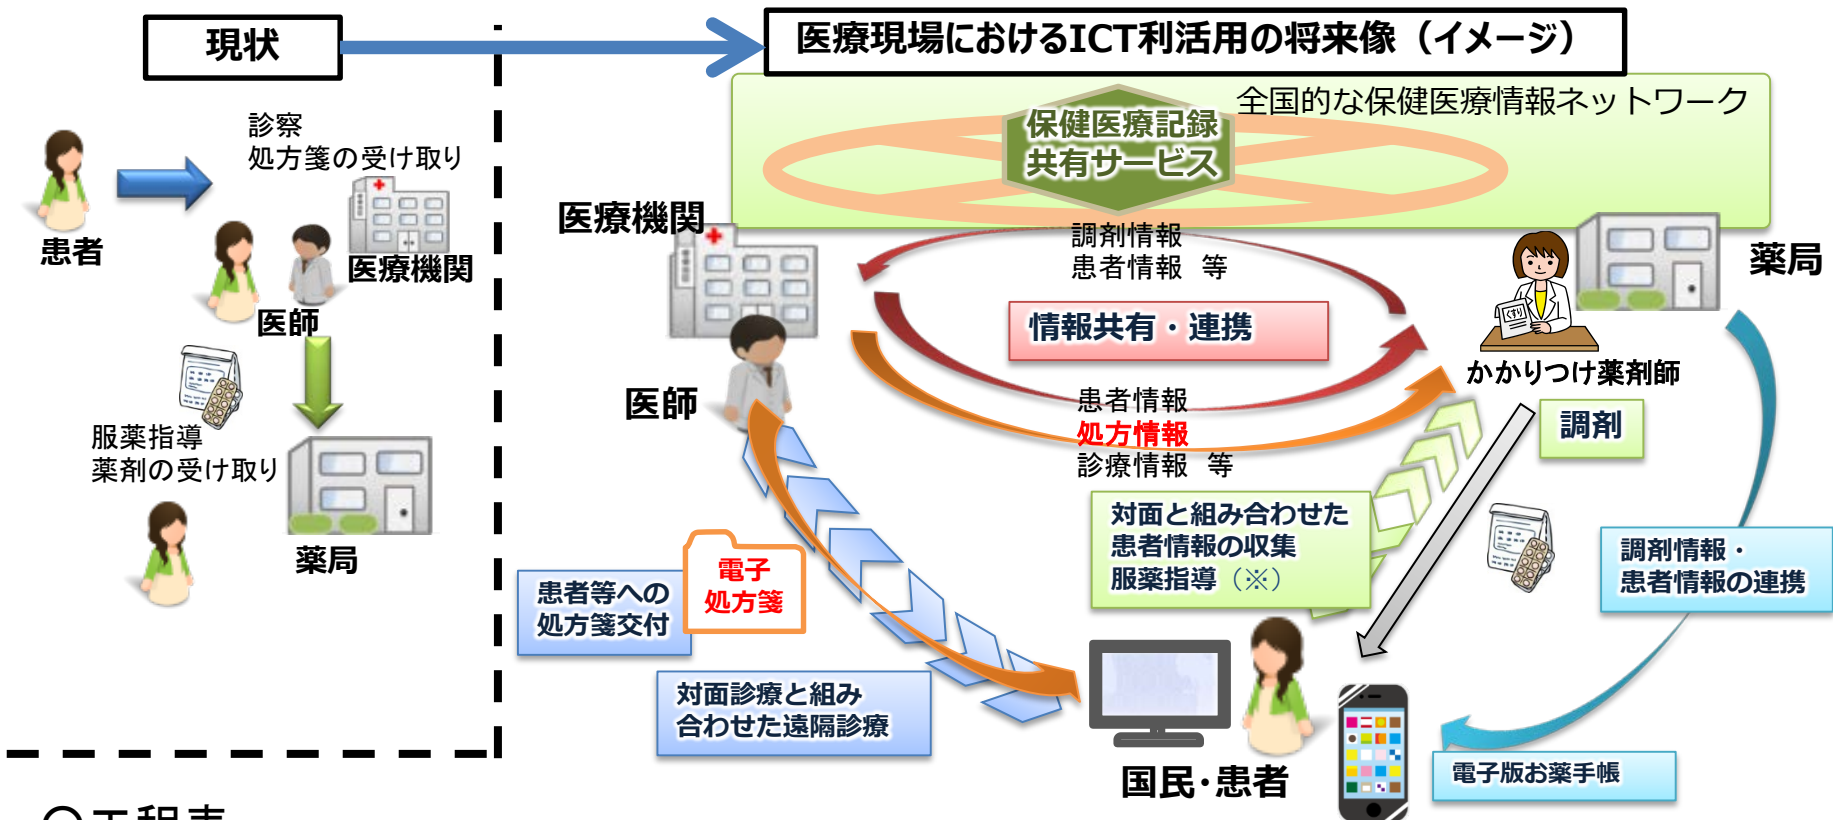 現状
医療現場におけるICT利活用の将来像（イメージ）
診察
処方箋の受け取り
患者
医療機関
医師
服薬指導
薬剤の受け取り
薬局
全国的な保健医療情報ネットワーク
保健医療記録
共有サービス
医療機関
医師
調剤情報
患者情報 等
情報共有・連携
患者情報
処方情報
診療情報 等
くすり
薬局
かかりつけ薬剤師
調剤
対面と組み合わせた
患者情報の収集
服薬指導（※）
調剤情報・
患者情報の連携
電子
処方箋
患者等への
処方箋交付
対面診療と組み
合わせた遠隔診療
国民・患者
電子版お薬手帳
〇工程表